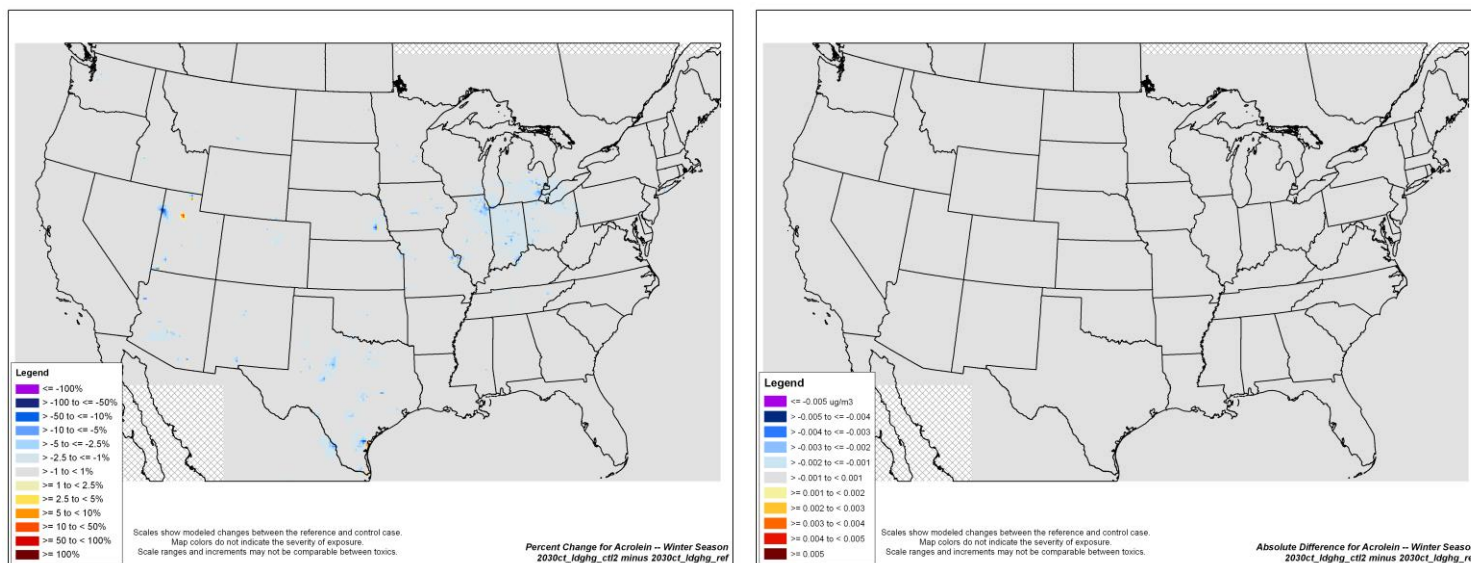 Legend
<= -100%
> -100 to <= -50%
> -50 to <= -10%
> -10 to <= -5%
> -5 to <= -2.5%
> -2.5 to <= -1%
> -1 to < 1%
>= 1 to < 2.5%
>= 2.5 to < 5%
>= 5 to < 10%
>= 10 to < 50%
>= 50 to < 100%
>= 100%
Scales show modeled changes between the reference and control case.
Map colors do not indicate the severity of exposure.
Scale ranges and increments may not be comparable between toxics.
Percent Change for Acrolein -- Winter Season
2030ct_ldghg_ctl2 minus 2030ct_ldghg_ref
Legend
<= -0.005 ug/m3
> -0.005 to <= -0.004
> -0.004 to <= -0.003
> -0.003 to <= -0.002
> -0.002 to <= -0.001
> -0.001 to < 0.001
>= 0.001 to < 0.002
>= 0.002 to < 0.003
>= 0.003 to < 0.004
>= 0.004 to < 0.005
>= 0.005
Scales show modeled changes between the reference and control case.
Map colors do not indicate the severity of exposure.
Scale ranges and increments may not be comparable between toxics.
Absolute Difference for Acrolein -- Winter Season
2030ct_ldghg_ctl2 minus 2030ct_ldghg_re